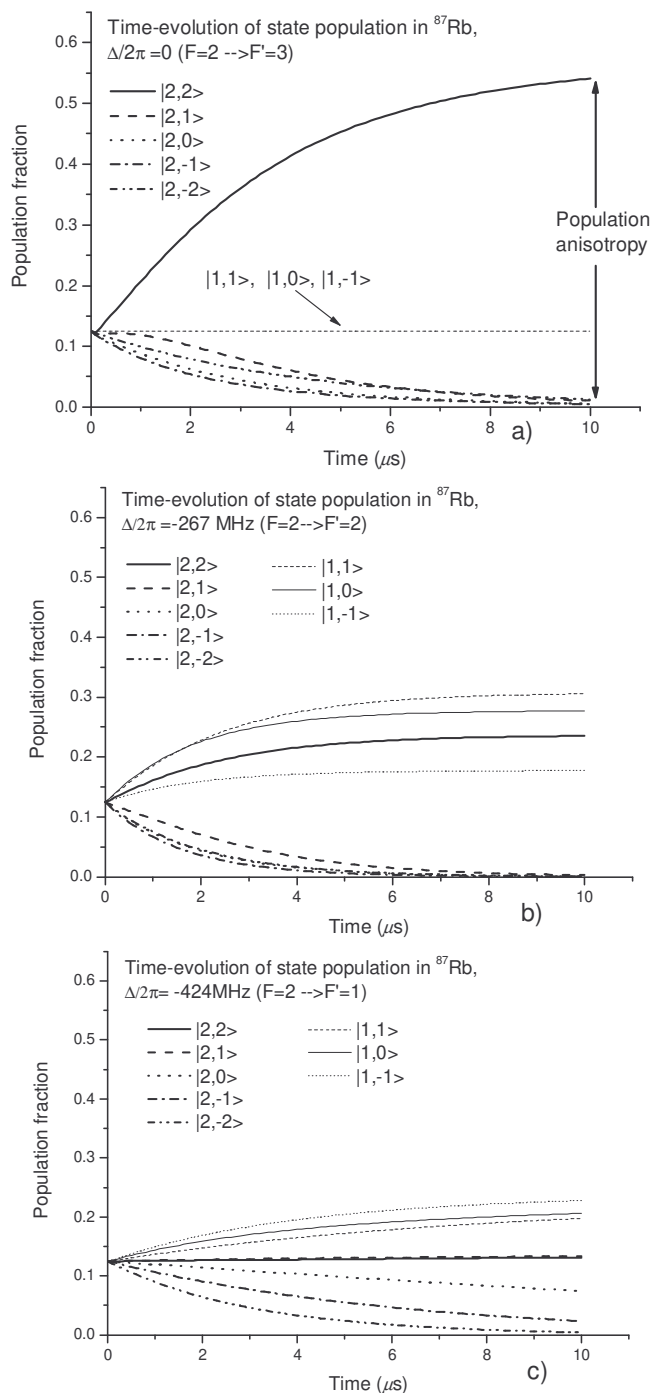 Time-evolution of state population in ⁸⁷Rb,
Δ/2π =0 (F=2 -->F'=3)
|2,2>
|2,1>
|2,0>
|2,-1>
|2,-2>
|1,1>, |1,0>, |1,-1>
Population
anisotropy
Population fraction
0.6
0.5
0.4
0.3
0.2
0.1
0.0
0 2 4 6 8 10
Time (μs)
a)
Time-evolution of state population in ⁸⁷Rb,
Δ/2π =-267 MHz (F=2-->F'=2)
|2,2>
|2,1>
|2,0>
|2,-1>
|2,-2>
|1,1>
|1,0>
|1,-1>
Population fraction
0.6
0.5
0.4
0.3
0.2
0.1
0.0
0 2 4 6 8 10
Time (μs)
b)
Time-evolution of state population in ⁸⁷Rb,
Δ/2π= -424MHz (F=2 -->F'=1)
|2,2>
|2,1>
|2,0>
|2,-1>
|2,-2>
|1,1>
|1,0>
|1,-1>
Population fraction
0.6
0.5
0.4
0.3
0.2
0.1
0.0
0 2 4 6 8 10
Time (μs)
c)